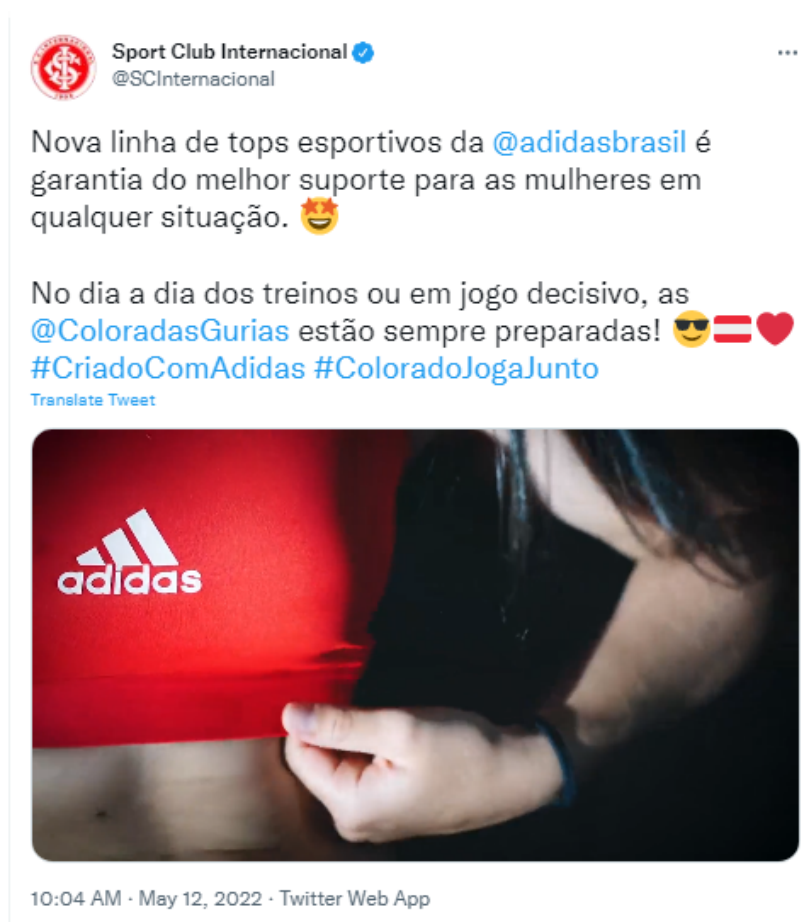 Sport Club Internacional
@SCInternacional
Nova linha de tops esportivos da @adidasbrasil é
garantia do melhor suporte para as mulheres em
qualquer situação. 🤩
No dia a dia dos treinos ou em jogo decisivo, as
@ColoradasGurias estão sempre preparadas! 😎🇦🇹❤️
#CriadoComAdidas #ColoradoJogaJunto
Translate Tweet
adidas
10:04 AM · May 12, 2022 · Twitter Web App